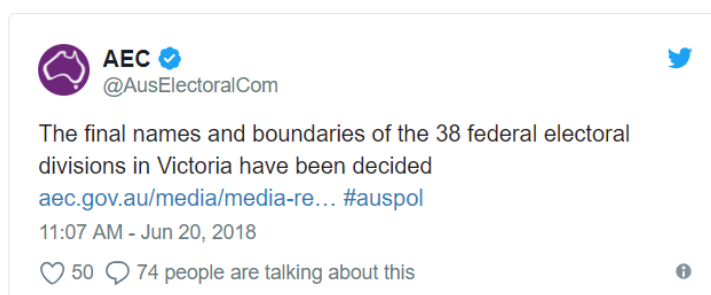 AEC
@AusElectoralCom
The final names and boundaries of the 38 federal electoral
divisions in Victoria have been decided
aec.gov.au/media/media-re… #auspol
11:07 AM - Jun 20, 2018
50 74 people are talking about this